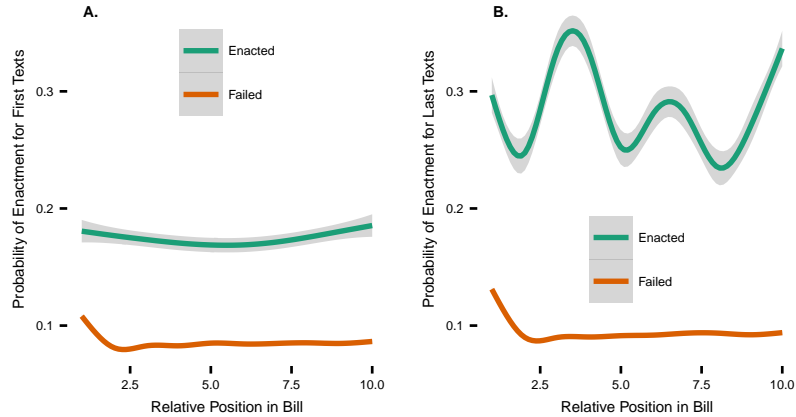 A.
Probability of Enactment for First Texts
0.3
0.2
0.1
Enacted
Failed
2.5 5.0 7.5 10.0
Relative Position in Bill
B.
Probability of Enactment for Last Texts
0.3
0.2
0.1
Enacted
Failed
2.5 5.0 7.5 10.0
Relative Position in Bill